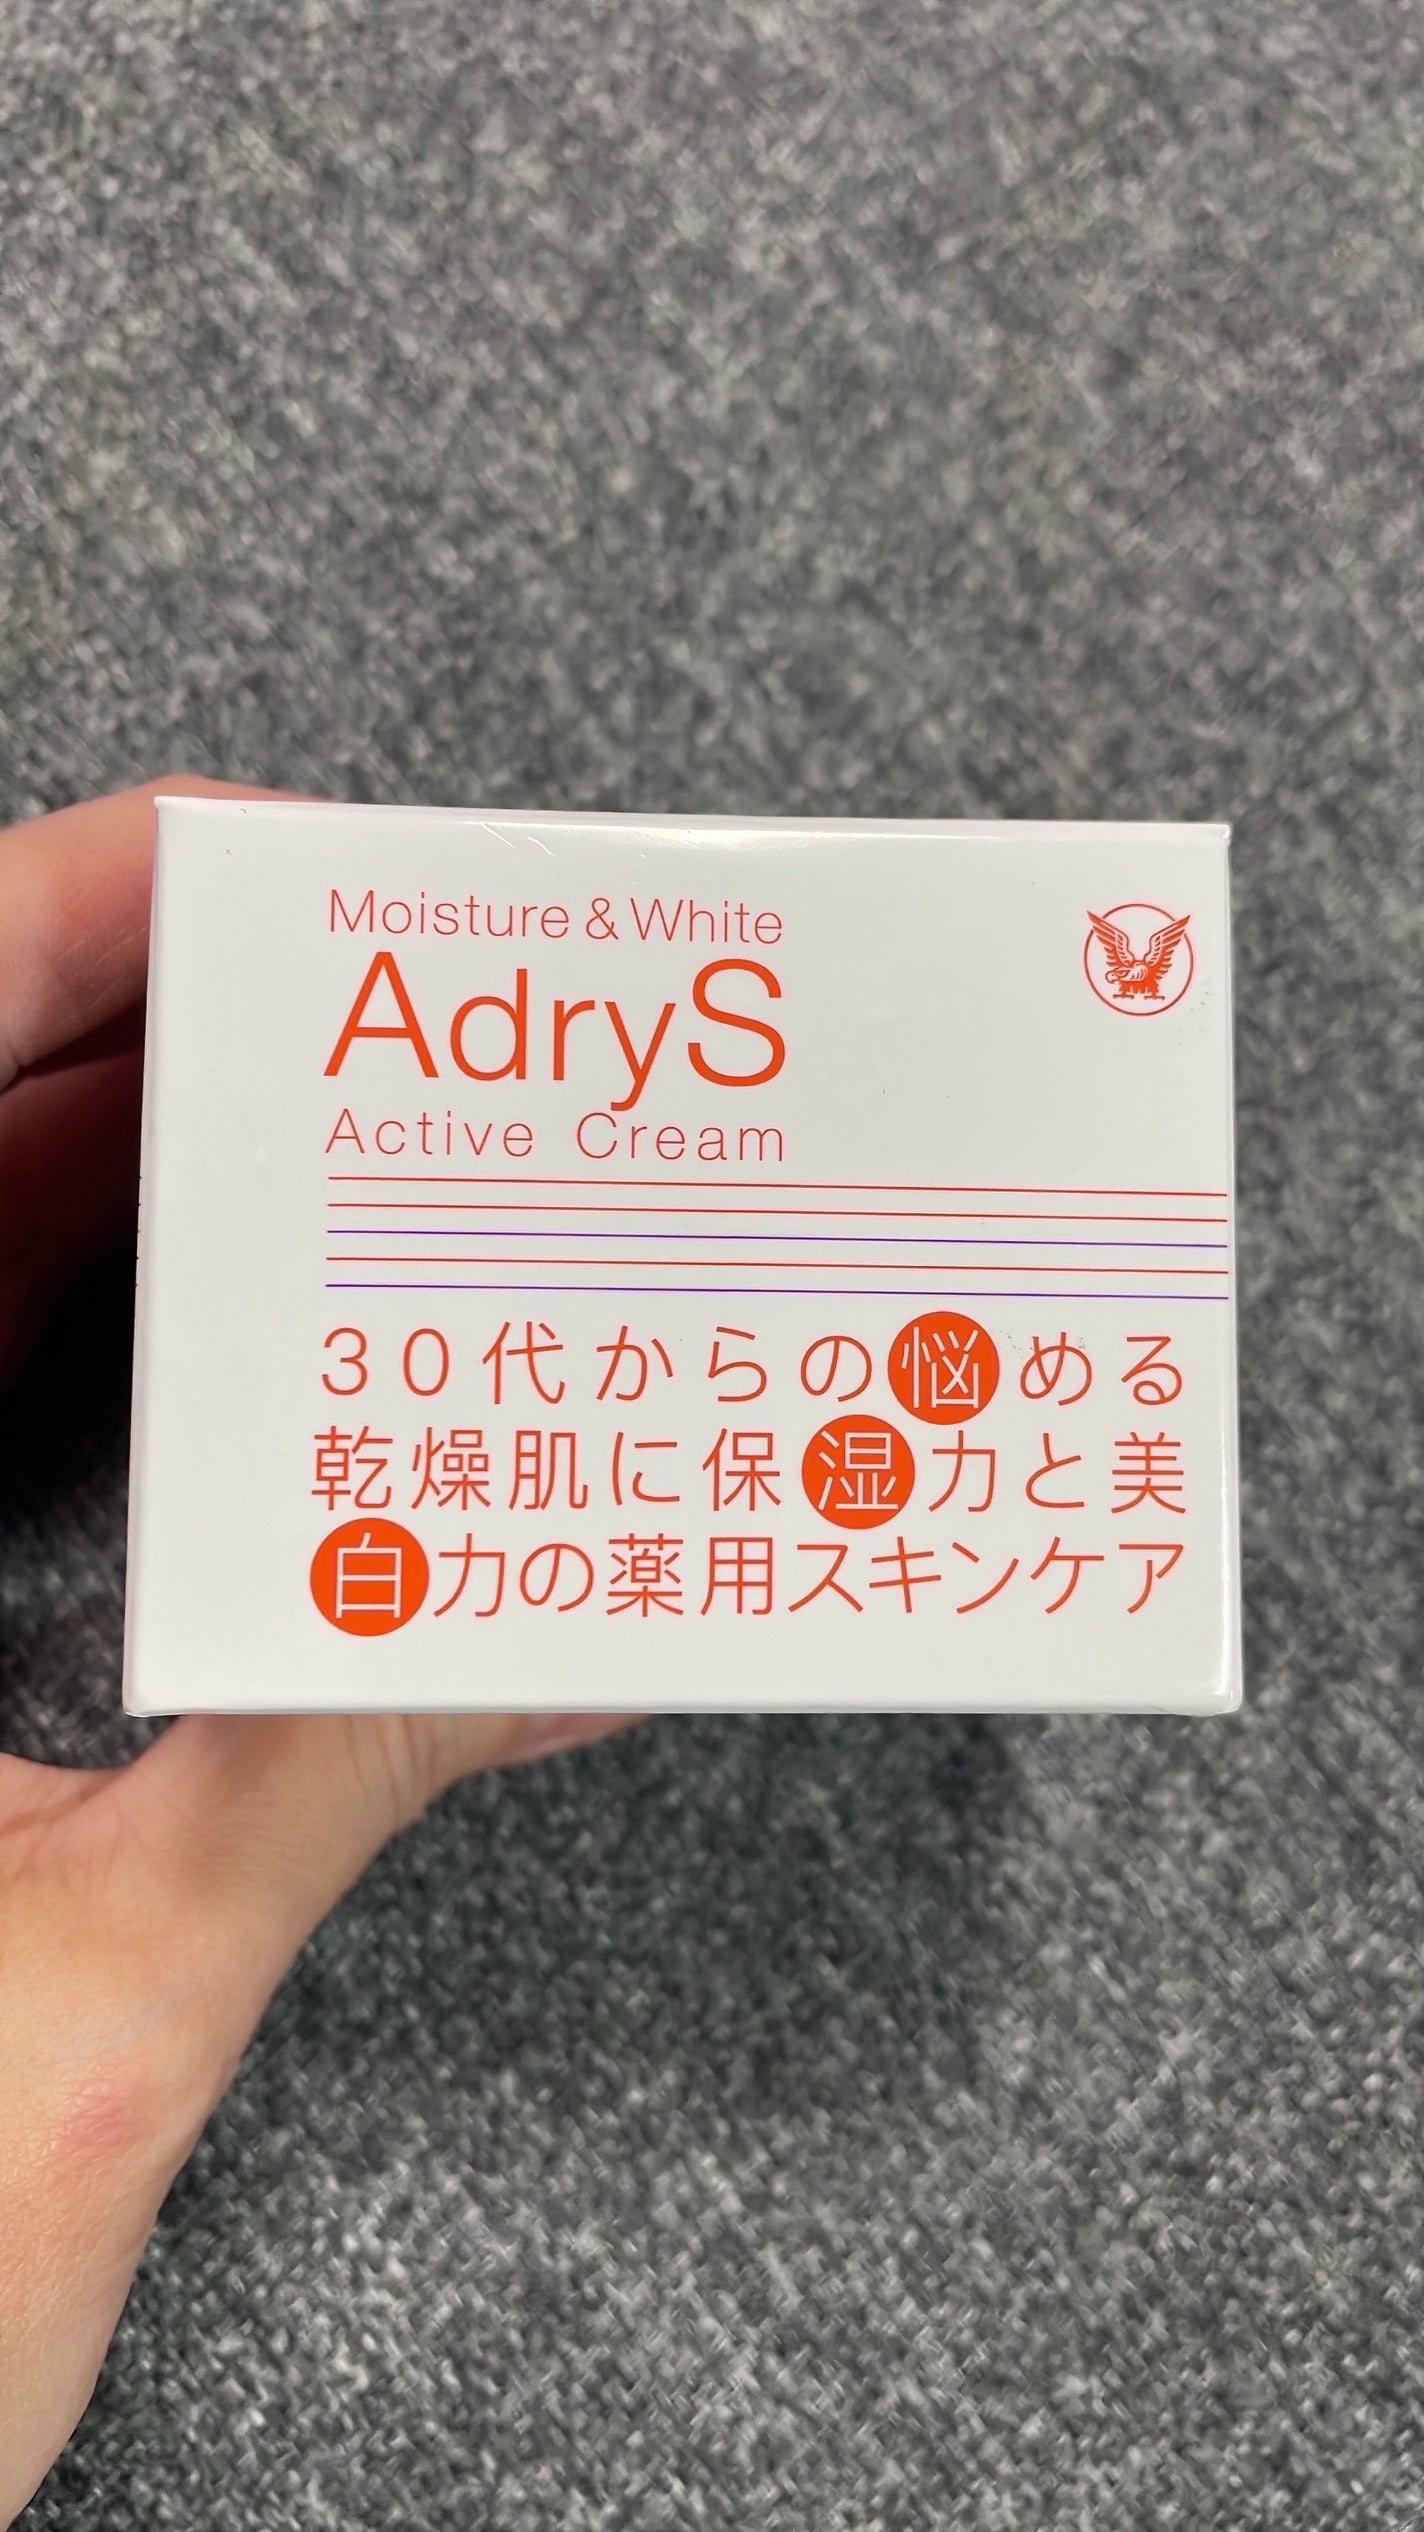 Moisture & White
AdryS
Active Cream
30代からの悩める
乾燥肌に保湿力と美
白力の薬用スキンケア